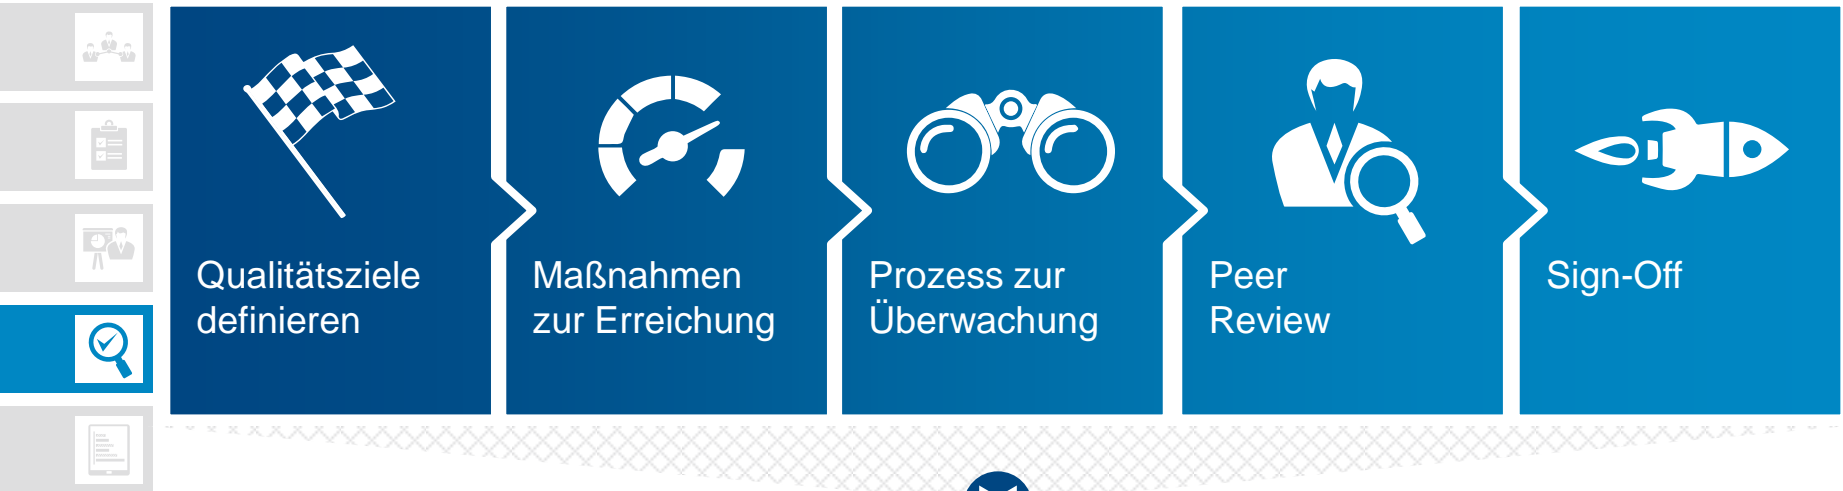 Qualitätsziele
definieren
Maßnahmen
zur Erreichung
Prozess zur
Überwachung
Peer
Review
Sign-Off